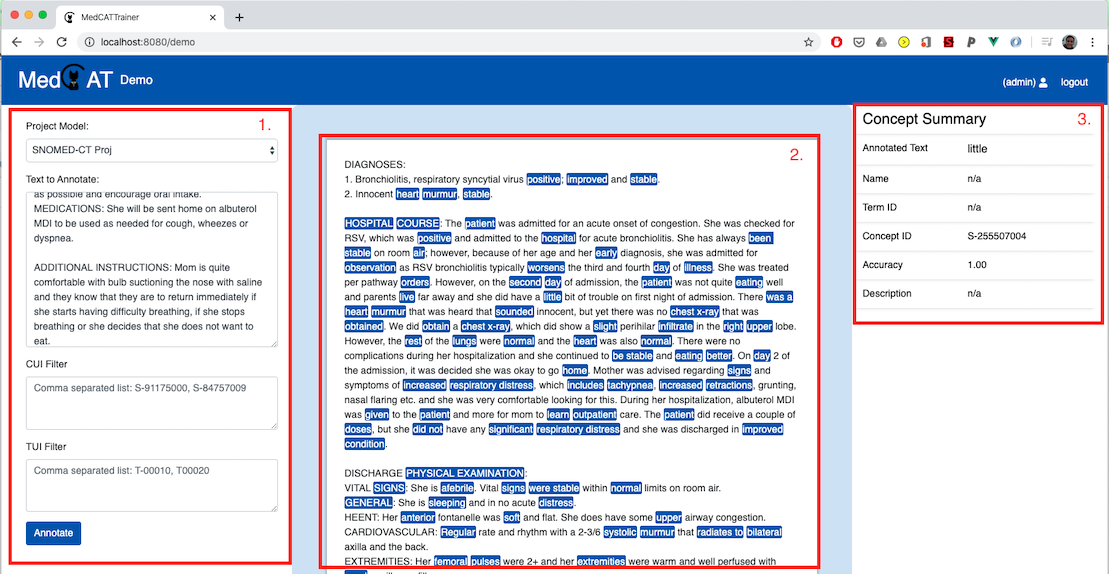 MedCATTrainer
localhost:8080/demo
MedCAT Demo
(admin) logout
1.
Project Model:
SNOMED-CT Proj
Text to Annotate:
as possible and encourage oral intake.
MEDICATIONS: She will be sent home on albuterol
MDI to be used as needed for cough, wheezes or
dyspnea.
ADDITIONAL INSTRUCTIONS: Mom is quite
comfortable with bulb suctioning the nose with saline
and they know that they are to return immediately if
she starts having difficulty breathing, if she stops
breathing or she decides that she does not want to
eat.
CUI Filter
Comma separated list: S-91175000, S-84757009
TUI Filter
Comma separated list: T-00010, T00020
Annotate
2.
DIAGNOSES:
1. Bronchiolitis, respiratory syncytial virus positive; improved and stable.
2. Innocent heart murmur, stable.
HOSPITAL COURSE: The patient was admitted for an acute onset of congestion. She was checked for
RSV, which was positive and admitted to the hospital for acute bronchiolitis. She has always been
stable on room air; however, because of her age and her early diagnosis, she was admitted for
observation as RSV bronchiolitis typically worsens the third and fourth day of illness. She was treated
per pathway orders. However, on the second day of admission, the patient was not quite eating well
and parents live far away and she did have a little bit of trouble on first night of admission. There was a
heart murmur that was heard that sounded innocent, but yet there was no chest x-ray that was
obtained. We did obtain a chest x-ray, which did show a slight perihilar infiltrate in the right upper lobe.
However, the rest of the lungs were normal and the heart was also normal. There were no
complications during her hospitalization and she continued to be stable and eating better. On day 2 of
the admission, it was decided she was okay to go home. Mother was advised regarding signs and
symptoms of increased respiratory distress, which includes tachypnea, increased retractions, grunting,
nasal flaring etc. and she was very comfortable looking for this. During her hospitalization, albuterol MDI
was given to the patient and more for mom to learn outpatient care. The patient did receive a couple of
doses, but she did not have any significant respiratory distress and she was discharged in improved
condition.
DISCHARGE PHYSICAL EXAMINATION:
VITAL SIGNS: She is afebrile. Vital signs were stable within normal limits on room air.
GENERAL: She is sleeping and in no acute distress.
HEENT: Her anterior fontanelle was soft and flat. She does have some upper airway congestion.
CARDIOVASCULAR: Regular rate and rhythm with a 2-3/6 systolic murmur that radiates to bilateral
axilla and the back.
EXTREMITIES: Her femoral pulses were 2+ and her extremities were warm and well perfused with
3.
Concept Summary
Annotated Text little
Name n/a
Term ID n/a
Concept ID S-255507004
Accuracy 1.00
Description n/a